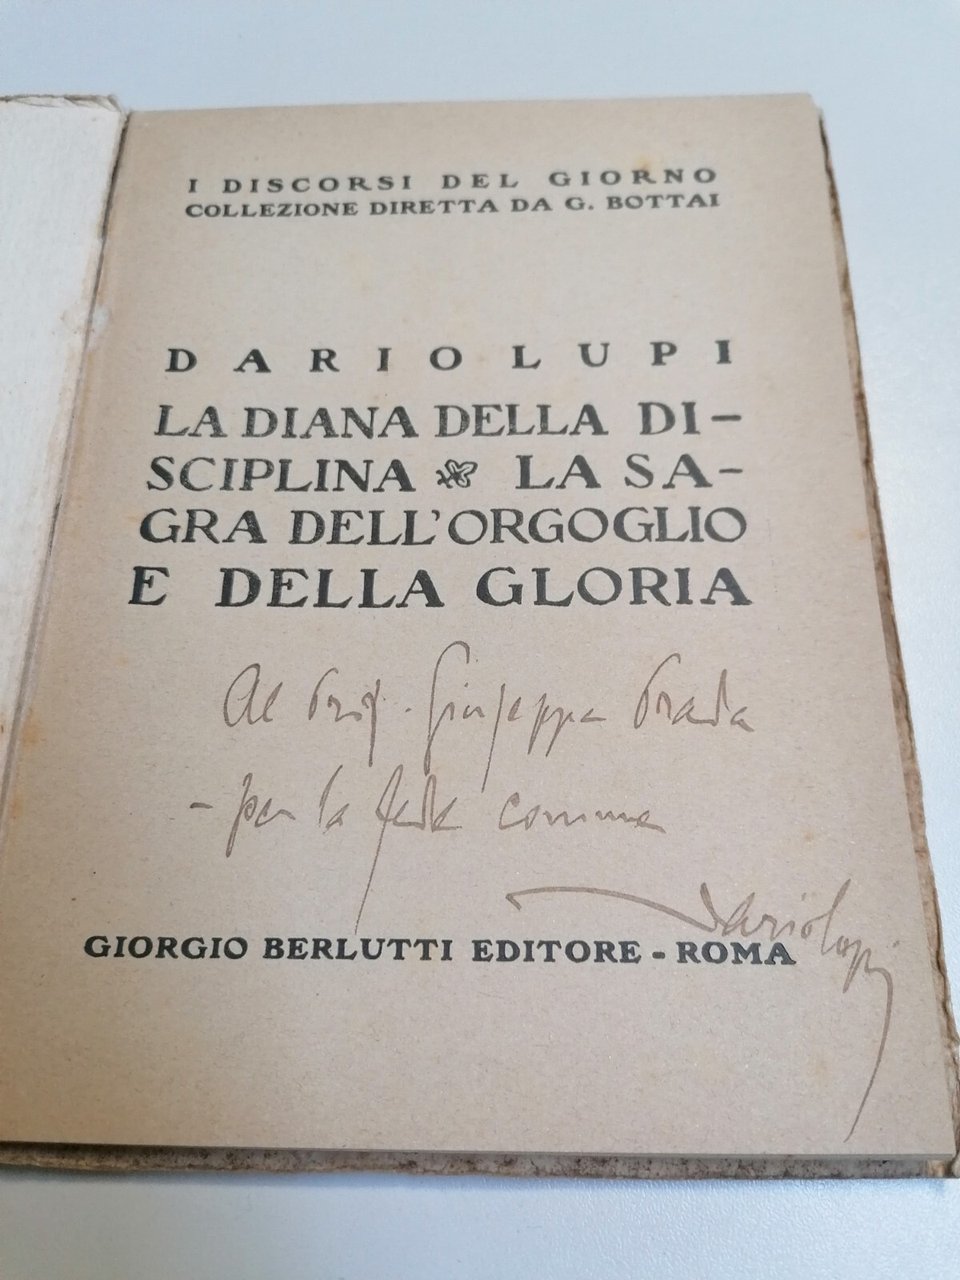 I DISCORSI DEL GIORNO
COLLEZIONE DIRETTA DA G. BOTTAI
DARIO LUPI
LA DIANA DELLA DI-
SCIPLINA LA SA-
GRA DELL'ORGOGLIO
E DELLA GLORIA
Al Prof. Giuseppe Prada
- per la fede comune
Dario Lupi
GIORGIO BERLUTTI EDITORE - ROMA